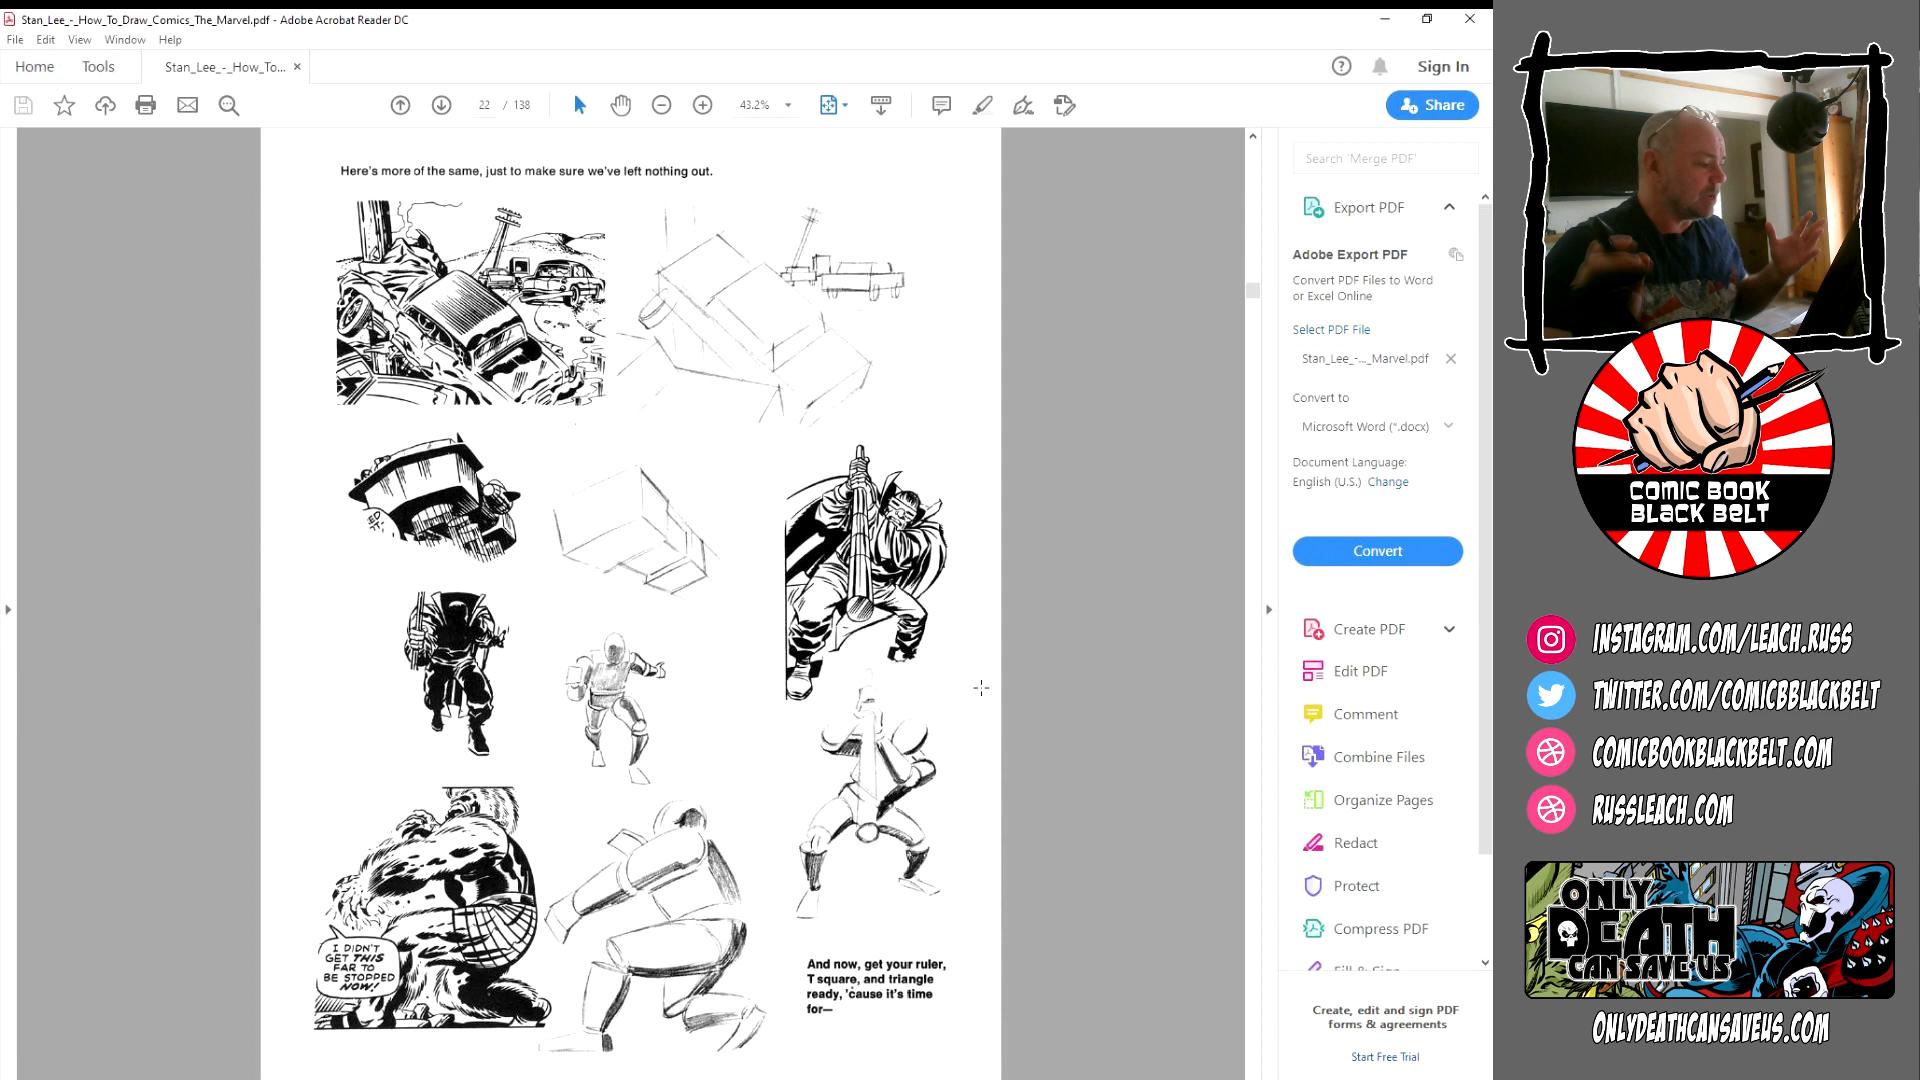 Stan_Lee_-_How_To_Draw_Comics_The_Marvel.pdf - Adobe Acrobat Reader DC
File Edit View Window Help
Home Tools Stan_Lee_-_How_To... ×
Sign In
22 / 138
43.2%
Share
Here's more of the same, just to make sure we've left nothing out.
I DIDN'T
GET THIS
FAR TO
BE STOPPED
NOW!
And now, get your ruler,
T square, and triangle
ready, 'cause it's time
for—
Search 'Merge PDF'
Export PDF
Adobe Export PDF
Convert PDF Files to Word
or Excel Online
Select PDF File
Stan_Lee_-..._Marvel.pdf
Convert to
Microsoft Word (*.docx)
Document Language:
English (U.S.) Change
Convert
Create PDF
Edit PDF
Comment
Combine Files
Organize Pages
Redact
Protect
Compress PDF
Fill & Sign
Create, edit and sign PDF
forms & agreements
Start Free Trial
COMIC BOOK
BLACK BELT
INSTAGRAM.COM/LEACH.RUSS
TWITTER.COM/COMICBBLACKBELT
COMICBOOKBLACKBELT.COM
RUSSLEACH.COM
ONLY
DEATH
CAN SAVE US
ONLYDEATHCANSAVEUS.COM